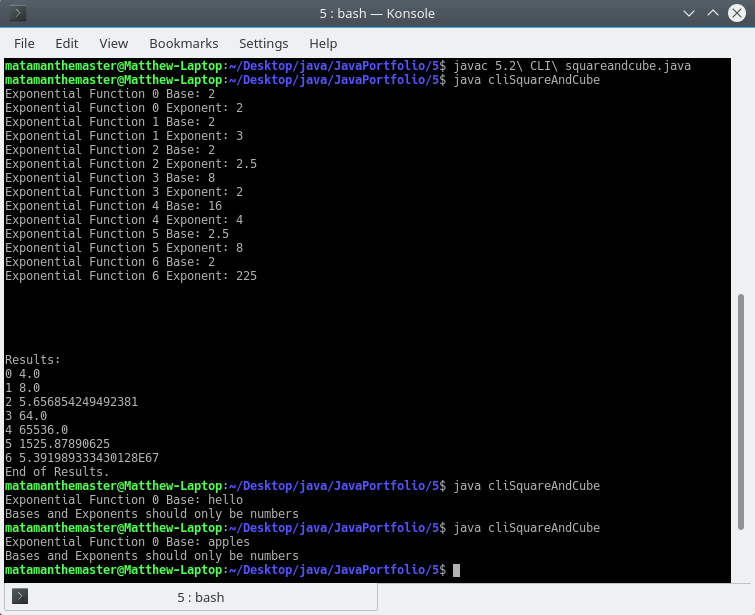 5 : bash — Konsole
File Edit View Bookmarks Settings Help
matamanthemaster@Matthew-Laptop:~/Desktop/java/JavaPortfolio/5$ javac 5.2\ CLI\ squareandcube.java
matamanthemaster@Matthew-Laptop:~/Desktop/java/JavaPortfolio/5$ java cliSquareAndCube
Exponential Function 0 Base: 2
Exponential Function 0 Exponent: 2
Exponential Function 1 Base: 2
Exponential Function 1 Exponent: 3
Exponential Function 2 Base: 2
Exponential Function 2 Exponent: 2.5
Exponential Function 3 Base: 8
Exponential Function 3 Exponent: 2
Exponential Function 4 Base: 16
Exponential Function 4 Exponent: 4
Exponential Function 5 Base: 2.5
Exponential Function 5 Exponent: 8
Exponential Function 6 Base: 2
Exponential Function 6 Exponent: 225
Results:
0 4.0
1 8.0
2 5.656854249492381
3 64.0
4 65536.0
5 1525.87890625
6 5.391989333430128E67
End of Results.
matamanthemaster@Matthew-Laptop:~/Desktop/java/JavaPortfolio/5$ java cliSquareAndCube
Exponential Function 0 Base: hello
Bases and Exponents should only be numbers
matamanthemaster@Matthew-Laptop:~/Desktop/java/JavaPortfolio/5$ java cliSquareAndCube
Exponential Function 0 Base: apples
Bases and Exponents should only be numbers
matamanthemaster@Matthew-Laptop:~/Desktop/java/JavaPortfolio/5$
5 : bash